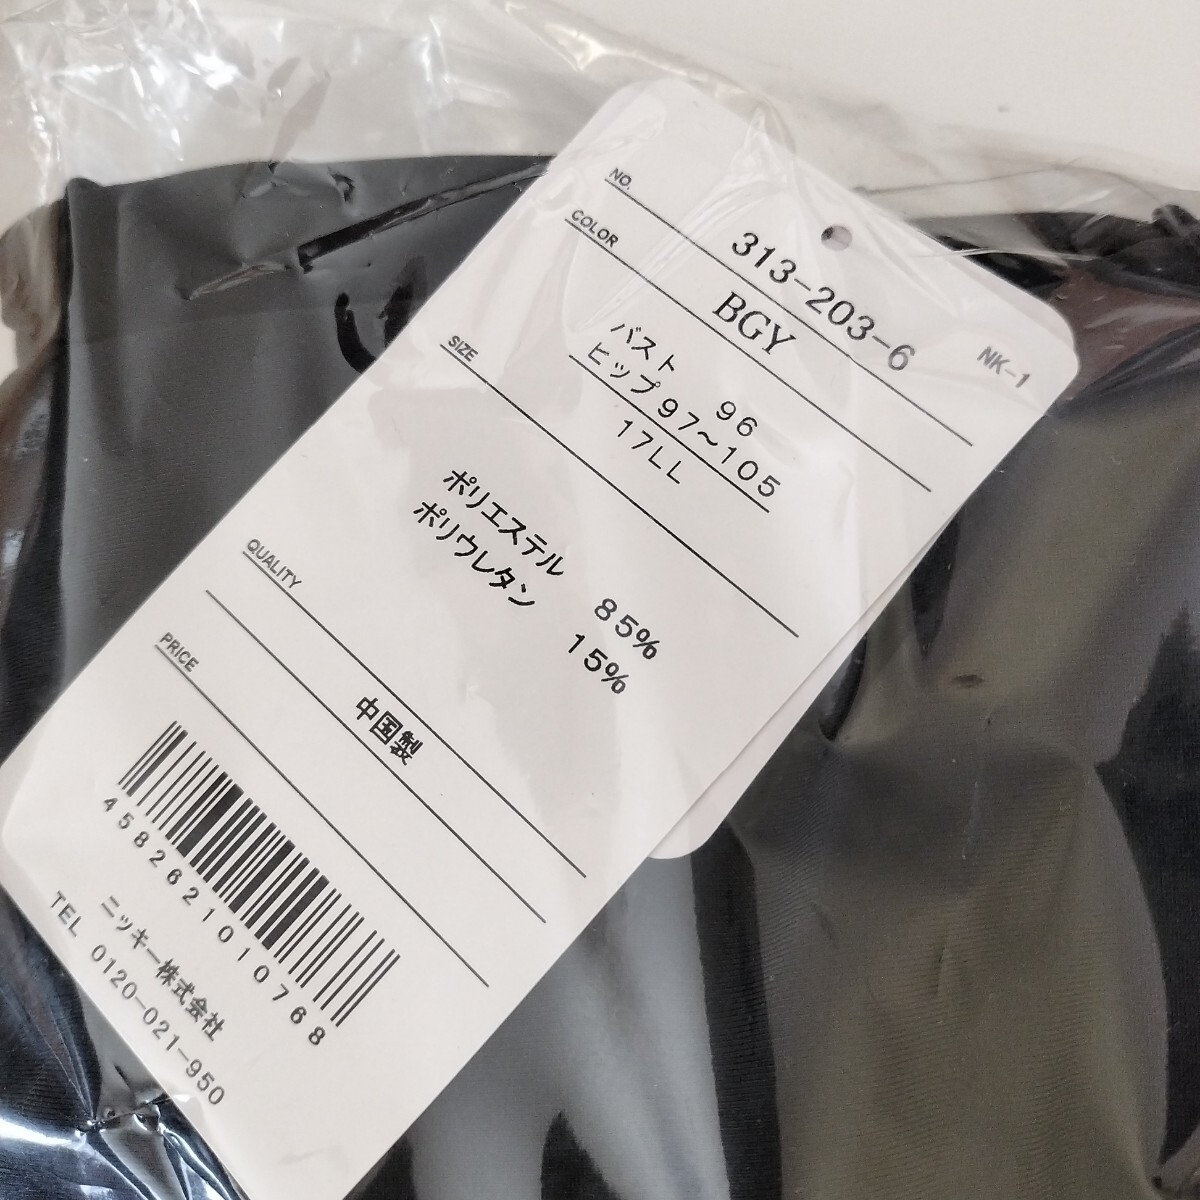 NO.
313-203-6
NK-1
COLOR
BGY
バスト 96
ヒップ 97～105
17LL
SIZE
ポリエステル 85%
ポリウレタン 15%
QUALITY
中国製
PRICE
4582621010768
ニッキー株式会社
TEL 0120-021-950